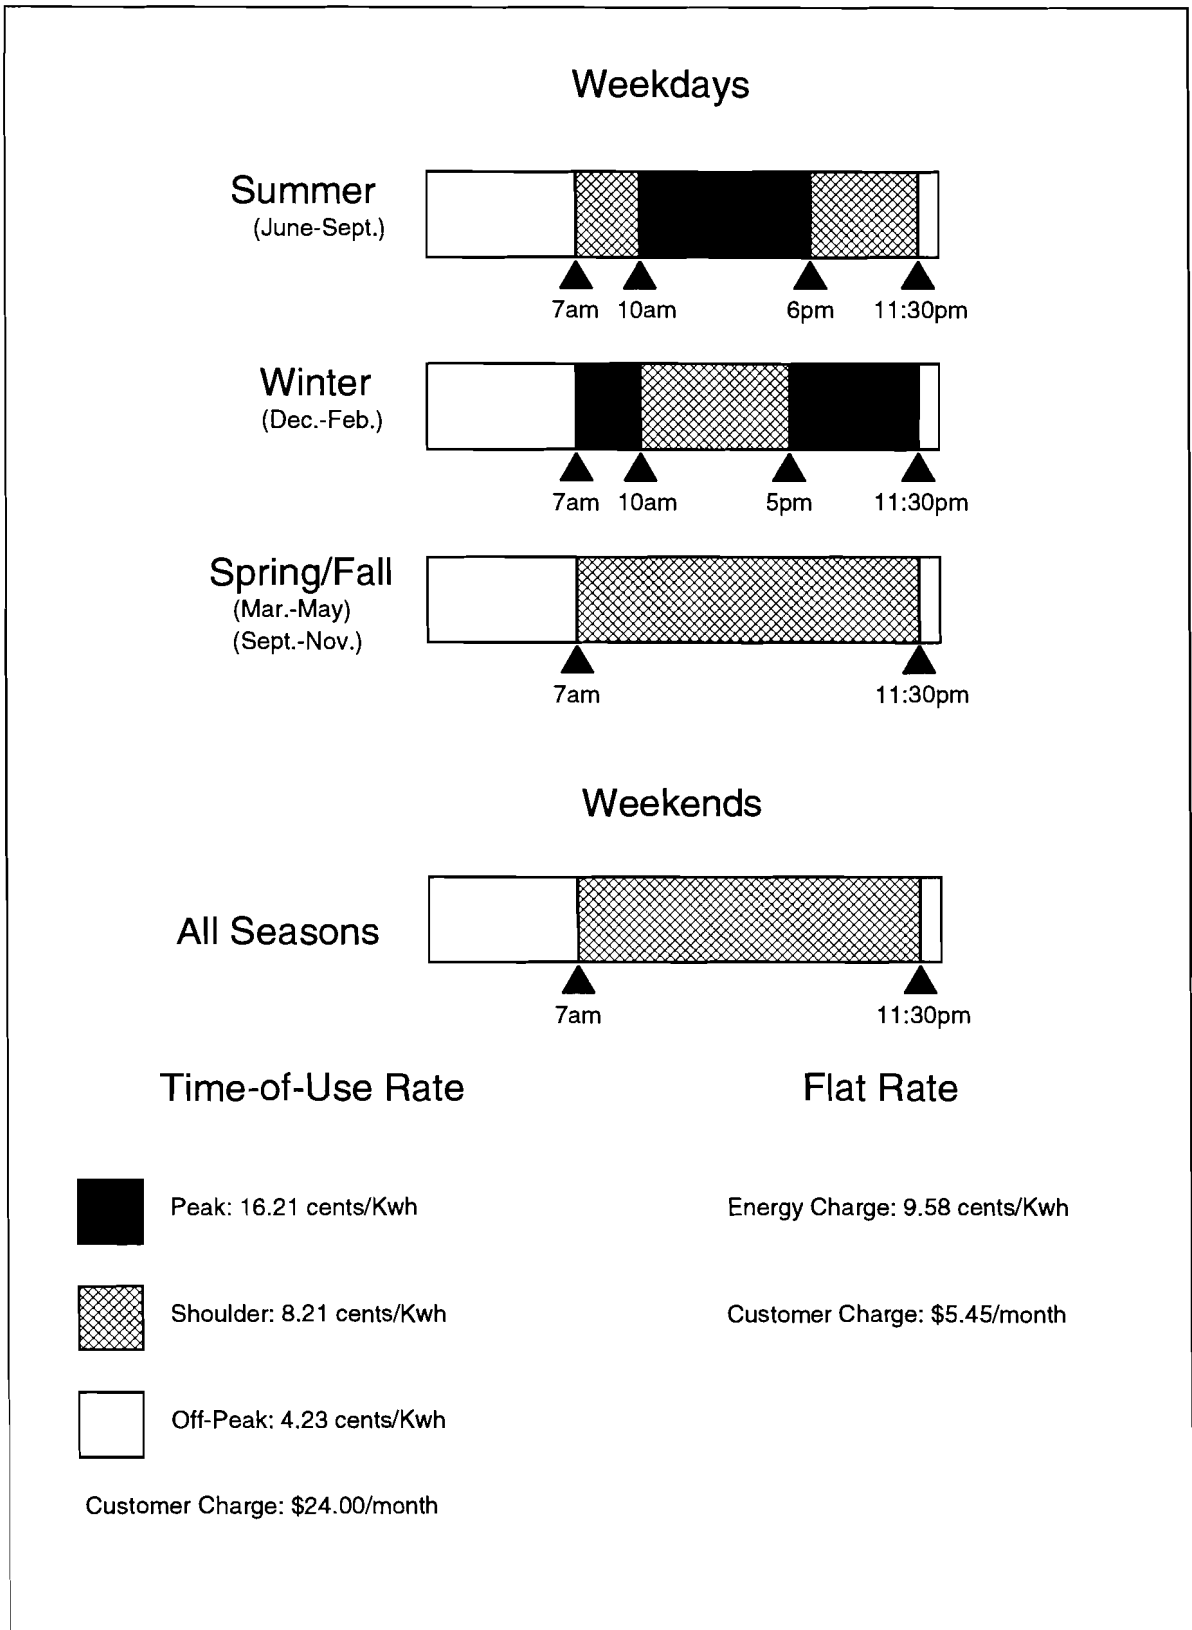 Weekdays
Summer
(June-Sept.)
7am 10am 6pm 11:30pm
Winter
(Dec.-Feb.)
7am 10am 5pm 11:30pm
Spring/Fall
(Mar.-May)
(Sept.-Nov.)
7am 11:30pm
Weekends
All Seasons
7am 11:30pm
Time-of-Use Rate
Flat Rate
Peak: 16.21 cents/Kwh
Energy Charge: 9.58 cents/Kwh
Shoulder: 8.21 cents/Kwh
Customer Charge: $5.45/month
Off-Peak: 4.23 cents/Kwh
Customer Charge: $24.00/month